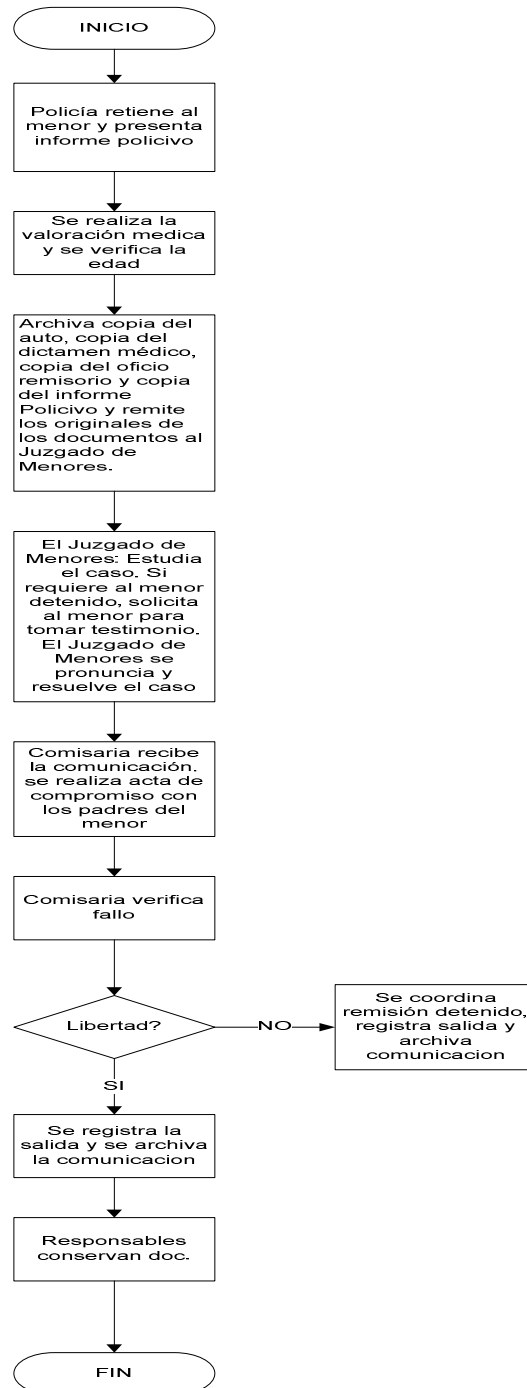 INICIO
Policía retiene al
menor y presenta
informe policivo
Se realiza la
valoración medica
y se verifica la
edad
Archiva copia del
auto, copia del
dictamen médico,
copia del oficio
remisorio y copia
del informe
Policivo y remite
los originales de
los documentos al
Juzgado de
Menores.
El Juzgado de
Menores: Estudia
el caso. Si
requiere al menor
detenido, solicita
al menor para
tomar testimonio.
El Juzgado de
Menores se
pronuncia y
resuelve el caso
Comisaria recibe
la comunicación.
se realiza acta de
compromiso con
los padres del
menor
Comisaria verifica
fallo
Libertad?
NO
Se coordina
remisión detenido,
registra salida y
archiva
comunicacion
SI
Se registra la
salida y se archiva
la comunicacion
Responsables
conservan doc.
FIN